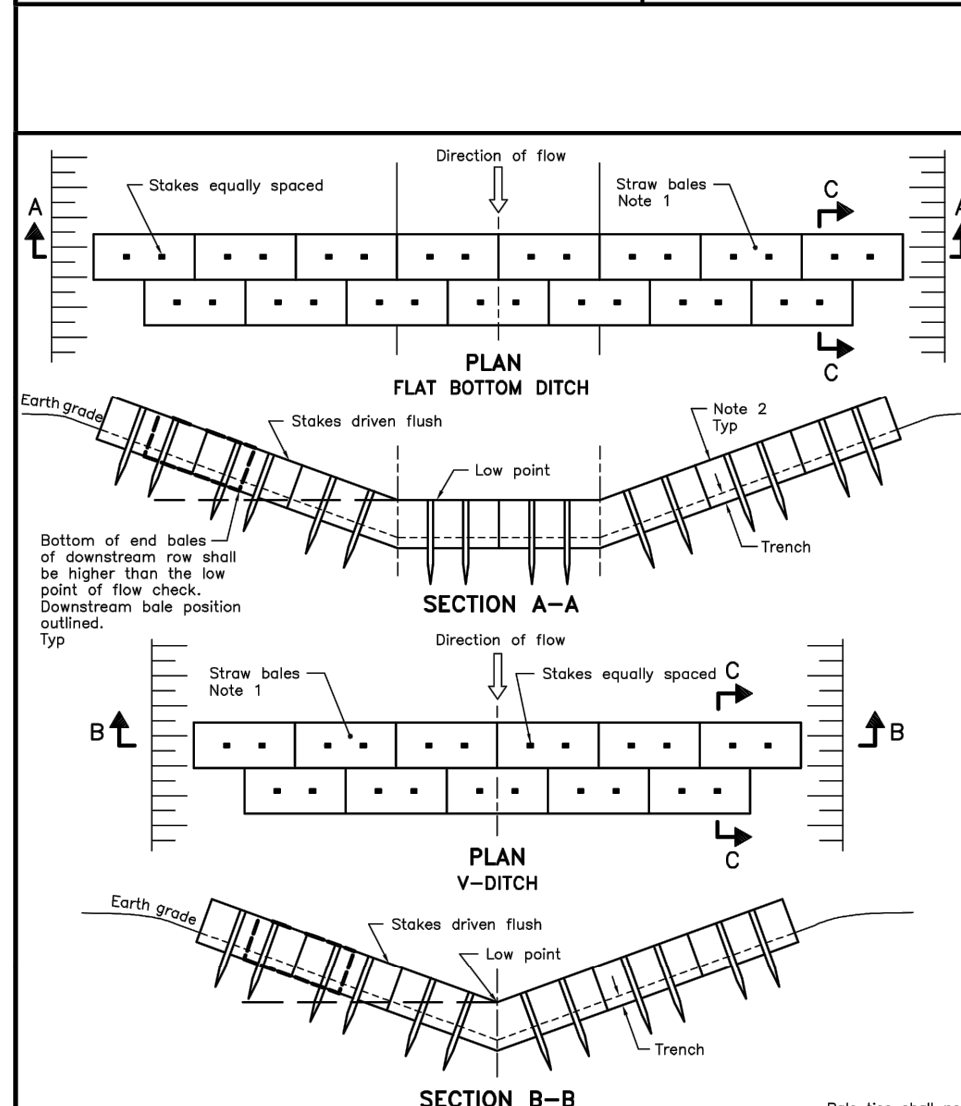 Direction of flow
Stakes equally spaced
Straw bales
Note 1
C
A
A
C
PLAN
FLAT BOTTOM DITCH
Earth grade
Stakes driven flush
Note 2
Typ
Low point
Trench
Bottom of end bales
of downstream row shall
be higher than the low
point of flow check.
Downstream bale position
outlined.
Typ
SECTION A-A
Direction of flow
Straw bales
Note 1
Stakes equally spaced
C
B
B
C
PLAN
V-DITCH
Earth grade
Stakes driven flush
Low point
Trench
SECTION B-B